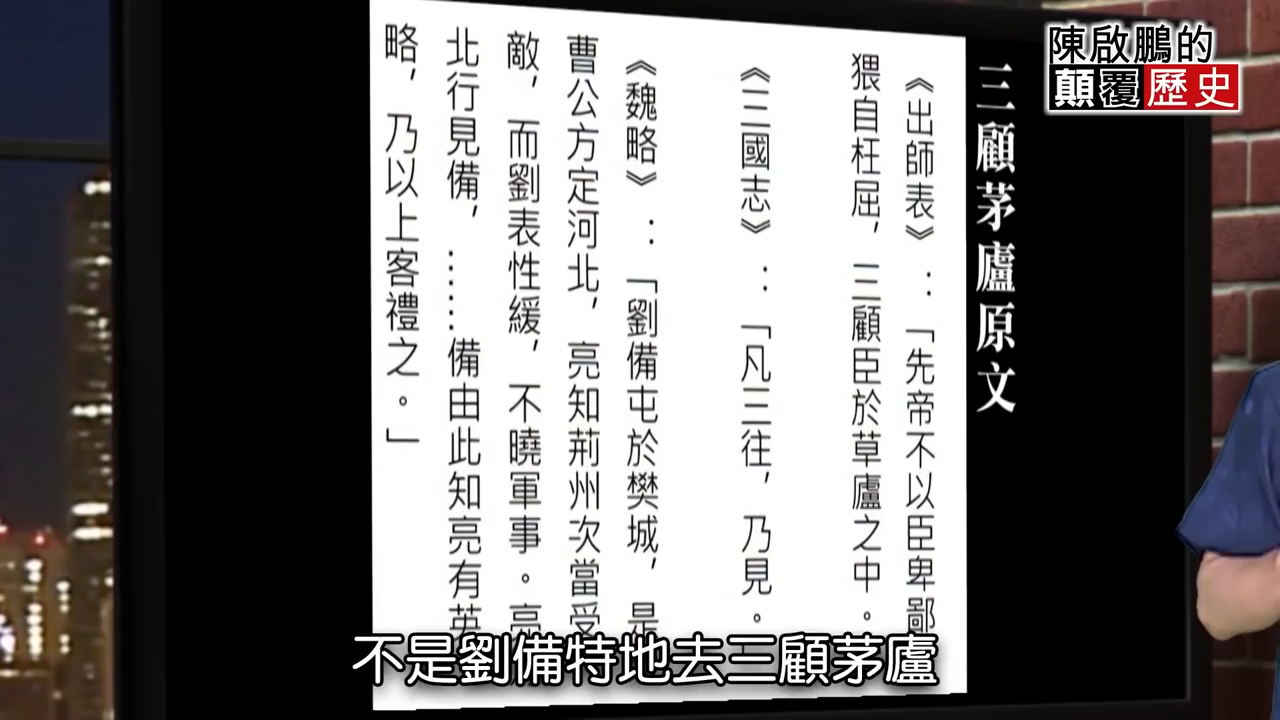 陳啟鵬的
顛覆歷史
三顧茅廬原文
《出師表》：「先帝不以臣卑鄙
猥自枉屈，三顧臣於草廬之中。
《三國志》：「凡三往，乃見。
《魏略》：「劉備屯於樊城，是
曹公方定河北，亮知荊州次當受
敵，而劉表性緩，不曉軍事。亮
北行見備，……備由此知亮有英
略，乃以上客禮之。」
不是劉備特地去三顧茅廬